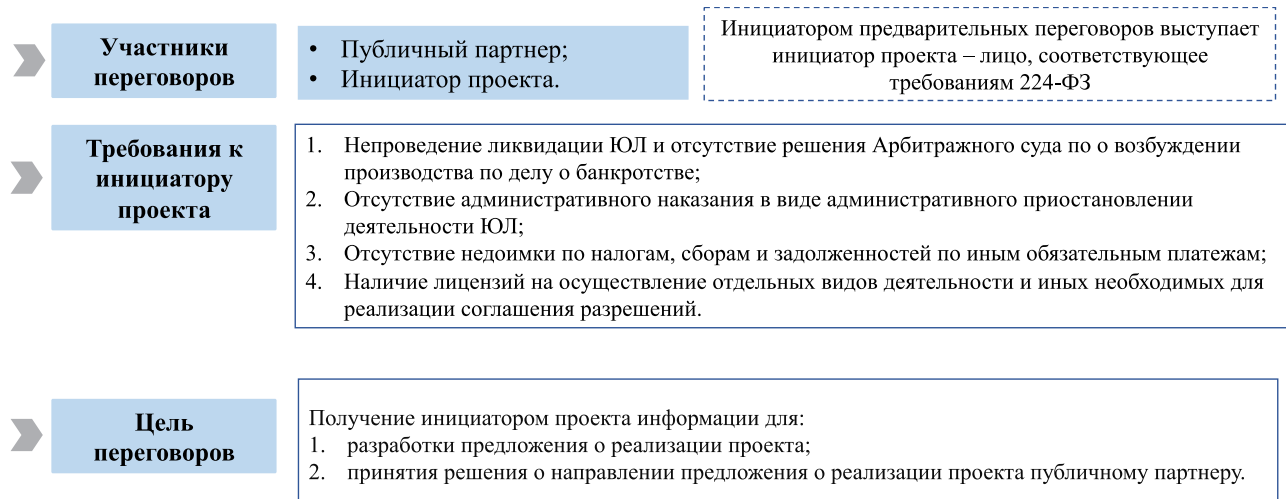 Участники
переговоров
• Публичный партнер;
• Инициатор проекта.
Инициатором предварительных переговоров выступает
инициатор проекта – лицо, соответствующее
требованиям 224-ФЗ
Требования к
инициатору
проекта
1. Непроведение ликвидации ЮЛ и отсутствие решения Арбитражного суда по о возбуждении
производства по делу о банкротстве;
2. Отсутствие административного наказания в виде административного приостановлении
деятельности ЮЛ;
3. Отсутствие недоимки по налогам, сборам и задолженностей по иным обязательным платежам;
4. Наличие лицензий на осуществление отдельных видов деятельности и иных необходимых для
реализации соглашения разрешений.
Цель
переговоров
Получение инициатором проекта информации для:
1. разработки предложения о реализации проекта;
2. принятия решения о направлении предложения о реализации проекта публичному партнеру.